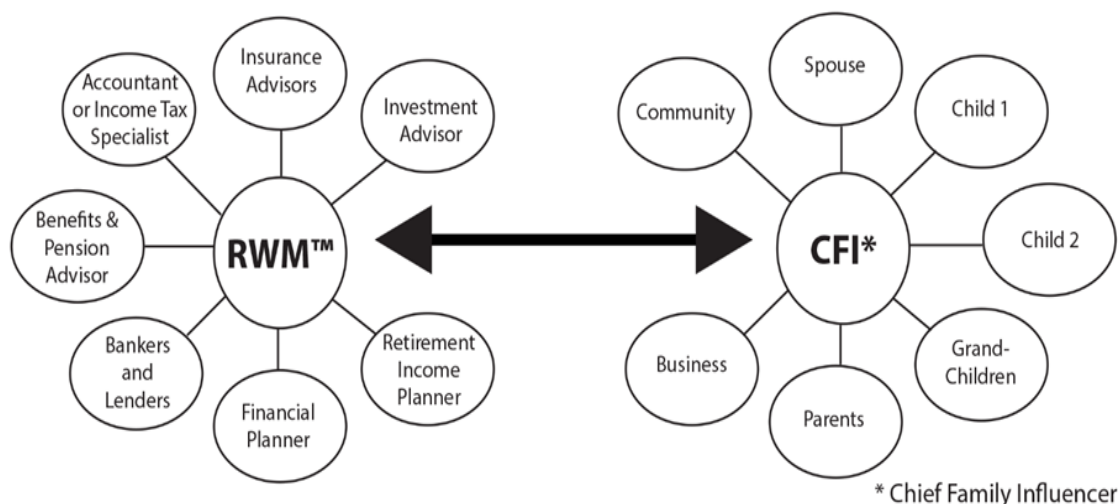 Insurance
Advisors
Accountant
or Income Tax
Specialist
Investment
Advisor
Benefits &
Pension
Advisor
RWM™
Bankers
and
Lenders
Retirement
Income
Planner
Financial
Planner
Spouse
Community
Child 1
CFI*
Child 2
Business
Grand-
Children
Parents
* Chief Family Influencer